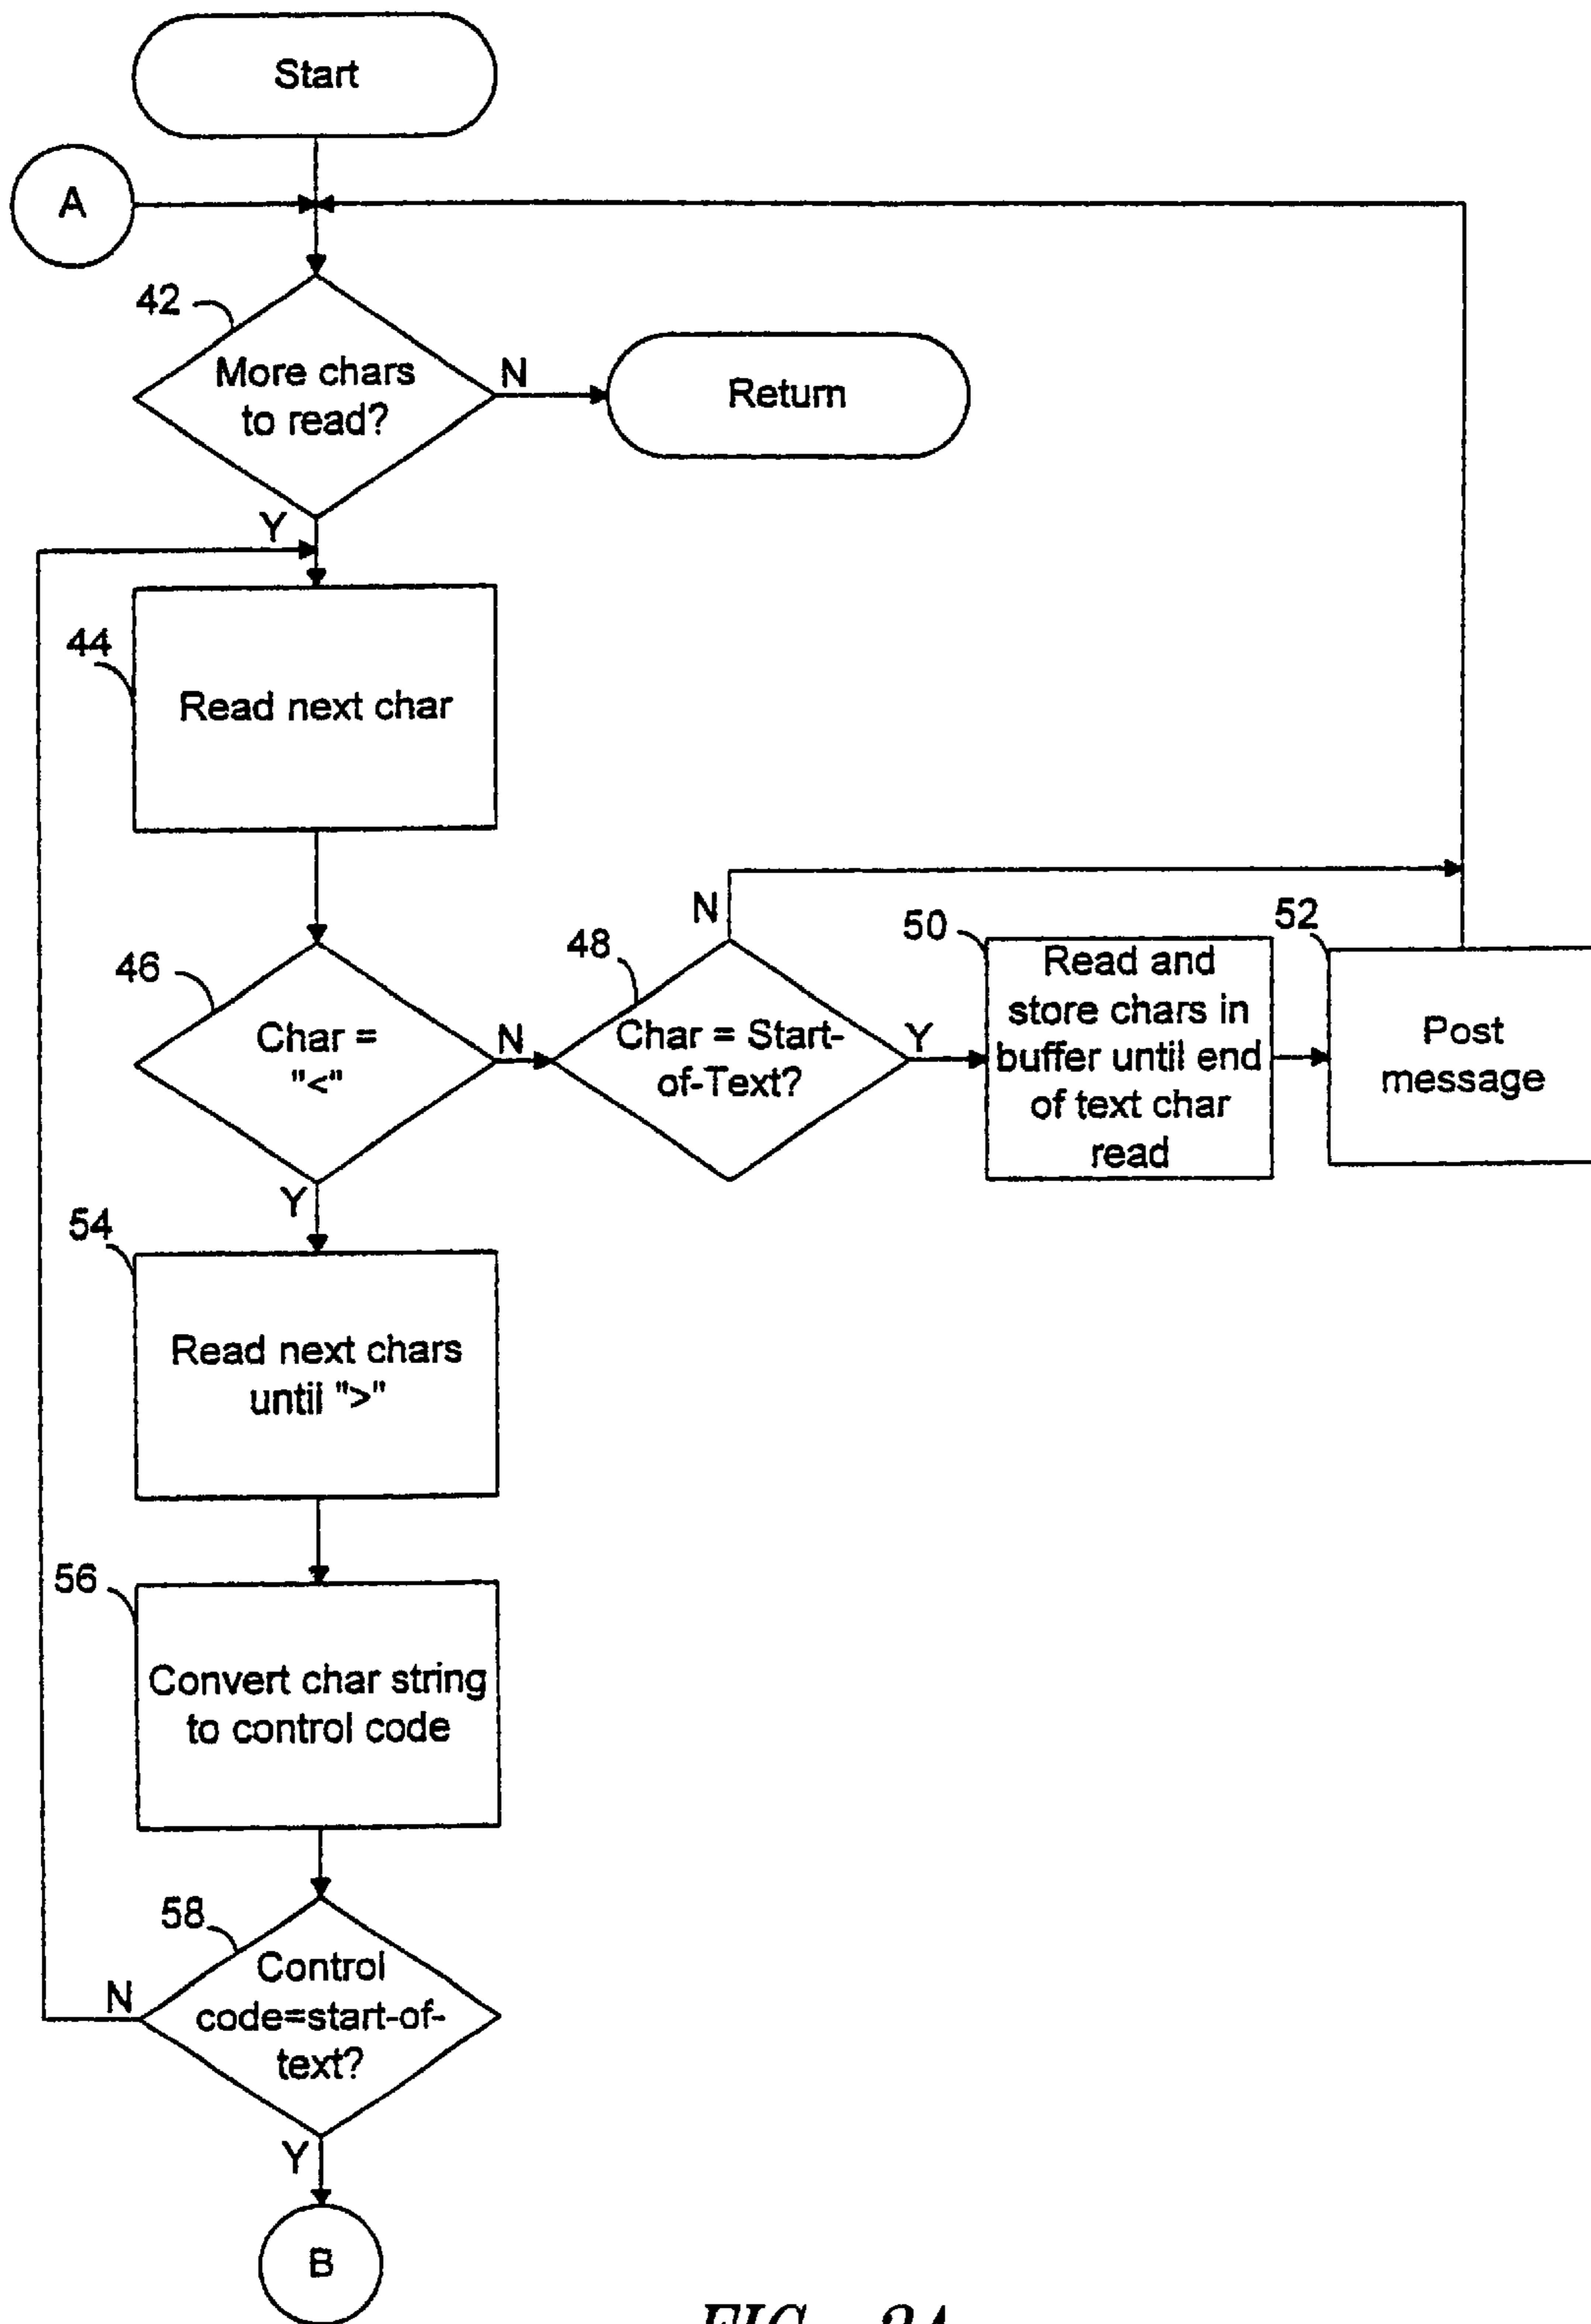 Start
A
42
More chars
to read?
N
Return
Y
44
Read next char
46
Char =
"<"
N
48
Char = Start-
of-Text?
N
Y
50
Read and
store chars in
buffer until end
of text char
read
52
Post
message
Y
54
Read next chars
until ">"
56
Convert char string
to control code
58
Control
code=start-of-
text?
N
Y
B